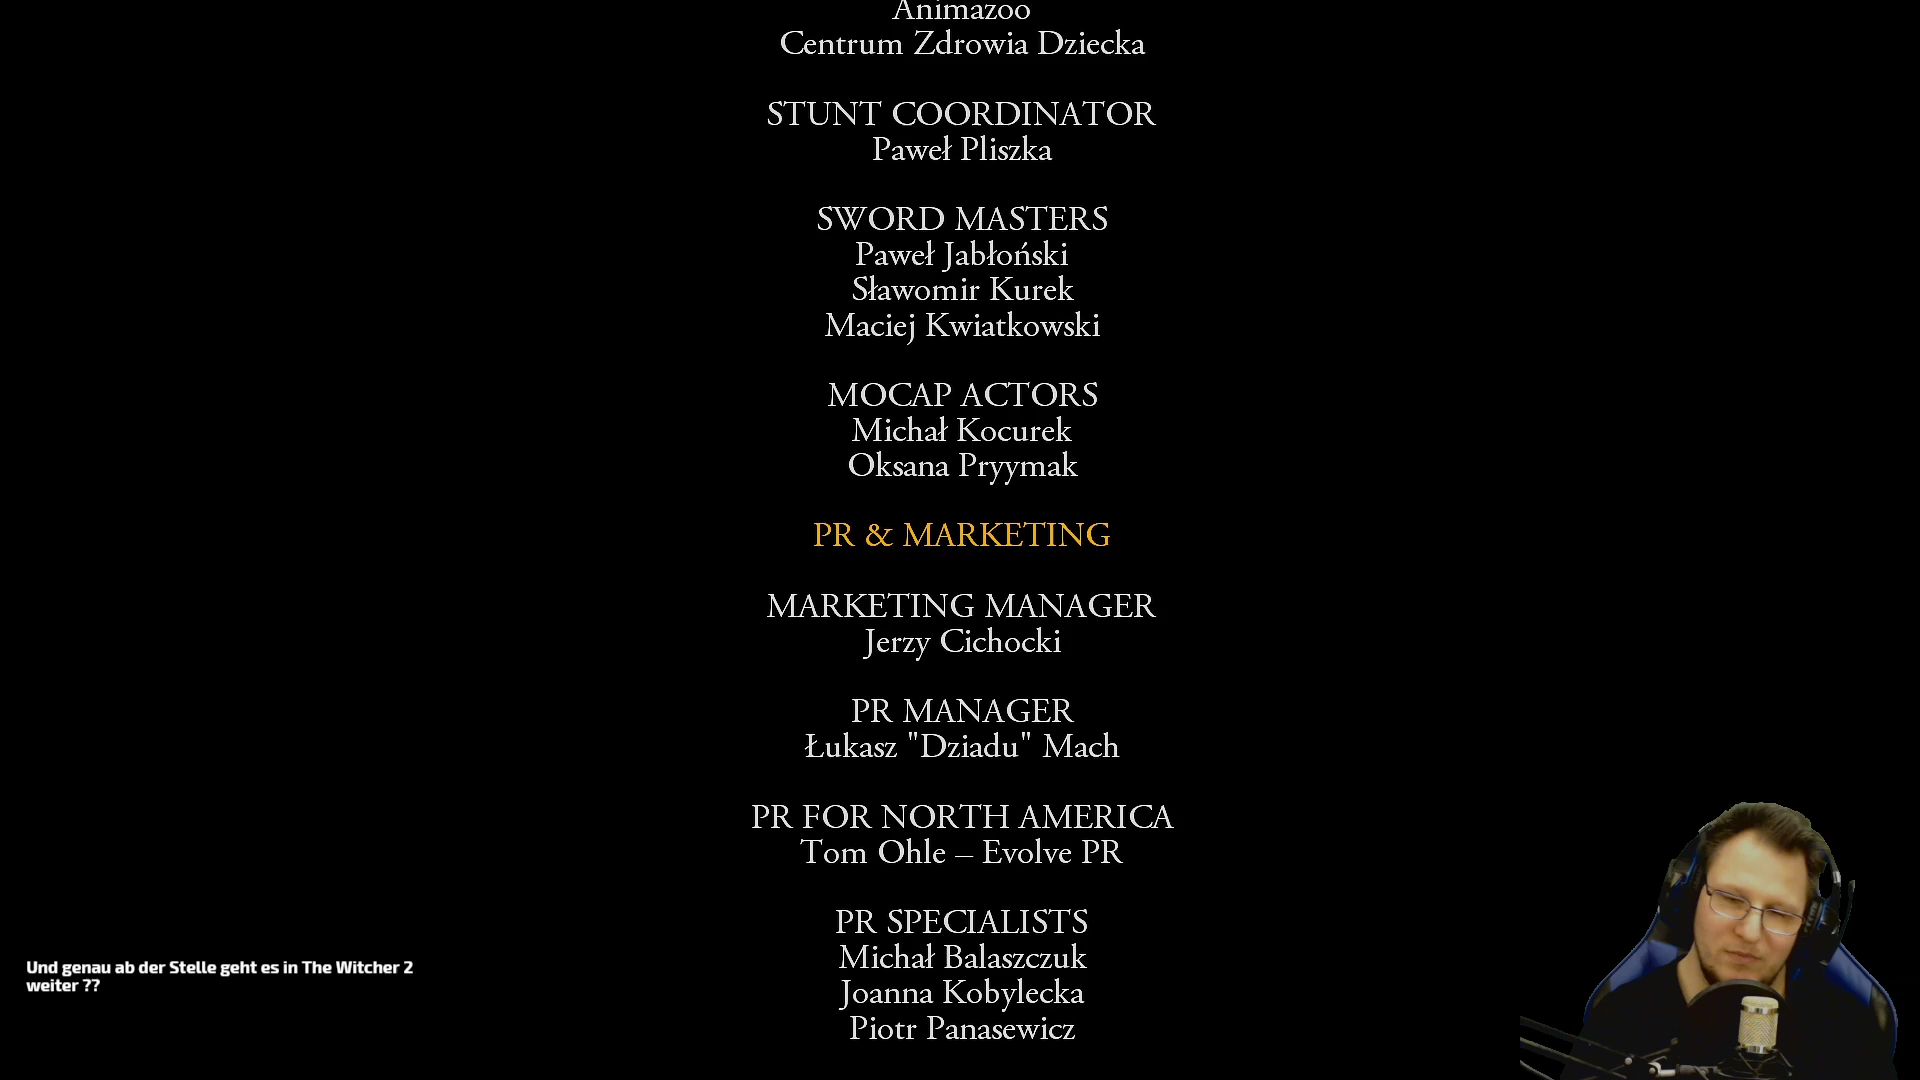 Animazoo
Centrum Zdrowia Dziecka
STUNT COORDINATOR
Paweł Pliszka
SWORD MASTERS
Paweł Jabłoński
Sławomir Kurek
Maciej Kwiatkowski
MOCAP ACTORS
Michał Kocurek
Oksana Pryymak
PR & MARKETING
MARKETING MANAGER
Jerzy Cichocki
PR MANAGER
Łukasz "Dziadu" Mach
PR FOR NORTH AMERICA
Tom Ohle – Evolve PR
PR SPECIALISTS
Michał Balaszczuk
Joanna Kobylecka
Piotr Panasewicz
Und genau ab der Stelle geht es in The Witcher 2
weiter ??